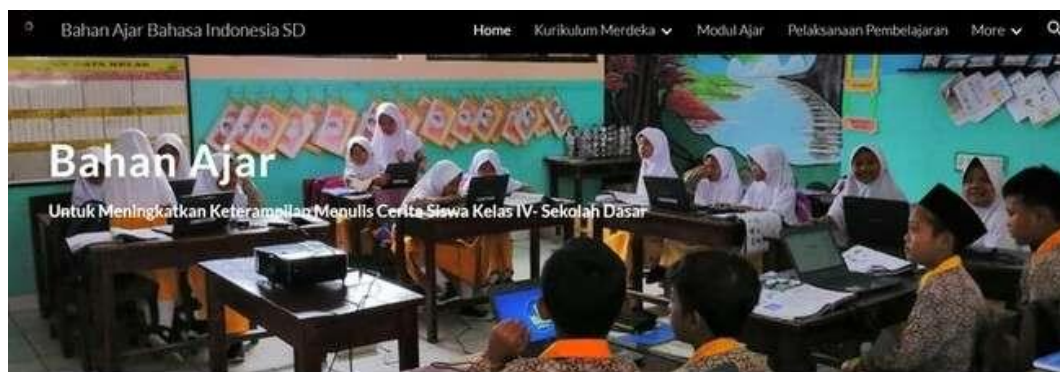 Bahan Ajar Bahasa Indonesia SD
Home Kurikulum Merdeka Modul Ajar Pelaksanaan Pembelajaran More
Bahan Ajar
Untuk Meningkatkan Keterampilan Menulis Cerita Siswa Kelas IV- Sekolah Dasar